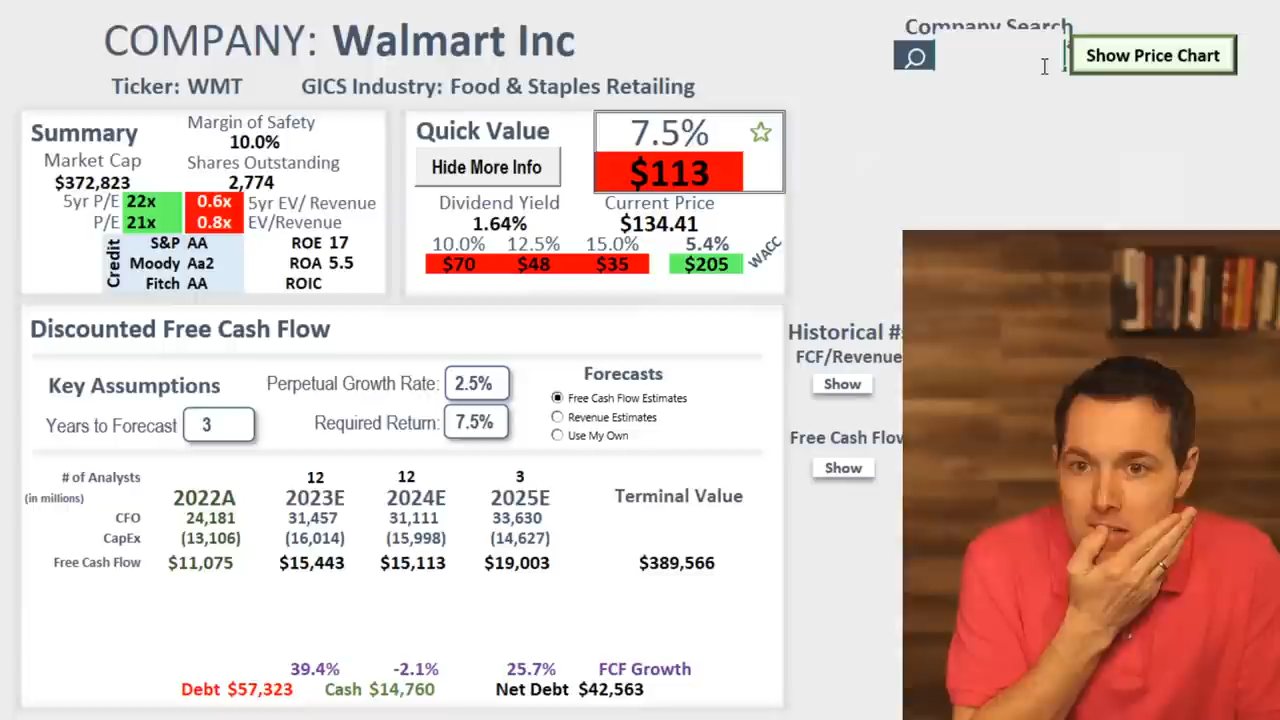 COMPANY: Walmart Inc
Company Search
Show Price Chart
Ticker: WMT GICS Industry: Food & Staples Retailing
Summary
Margin of Safety
10.0%
Market Cap
Shares Outstanding
$372,823
2,774
5yr P/E 22x 0.6x 5yr EV/ Revenue
P/E 21x 0.8x EV/Revenue
Credit
S&P AA ROE 17
Moody Aa2 ROA 5.5
Fitch AA ROIC
Quick Value
7.5%
Hide More Info
$113
Dividend Yield
Current Price
1.64%
$134.41
10.0% 12.5% 15.0% 5.4%
$70 $48 $35 $205
WACC
Discounted Free Cash Flow
Key Assumptions
Perpetual Growth Rate: 2.5%
Years to Forecast 3
Required Return: 7.5%
Forecasts
Free Cash Flow Estimates
Revenue Estimates
Use My Own
Historical #
FCF/Revenue
Show
Free Cash Flow
Show
# of Analysts 12 12 3
(in millions) 2022A 2023E 2024E 2025E Terminal Value
CFO 24,181 31,457 31,111 33,630
CapEx (13,106) (16,014) (15,998) (14,627)
Free Cash Flow $11,075 $15,443 $15,113 $19,003 $389,566
39.4% -2.1% 25.7% FCF Growth
Debt $57,323 Cash $14,760 Net Debt $42,563